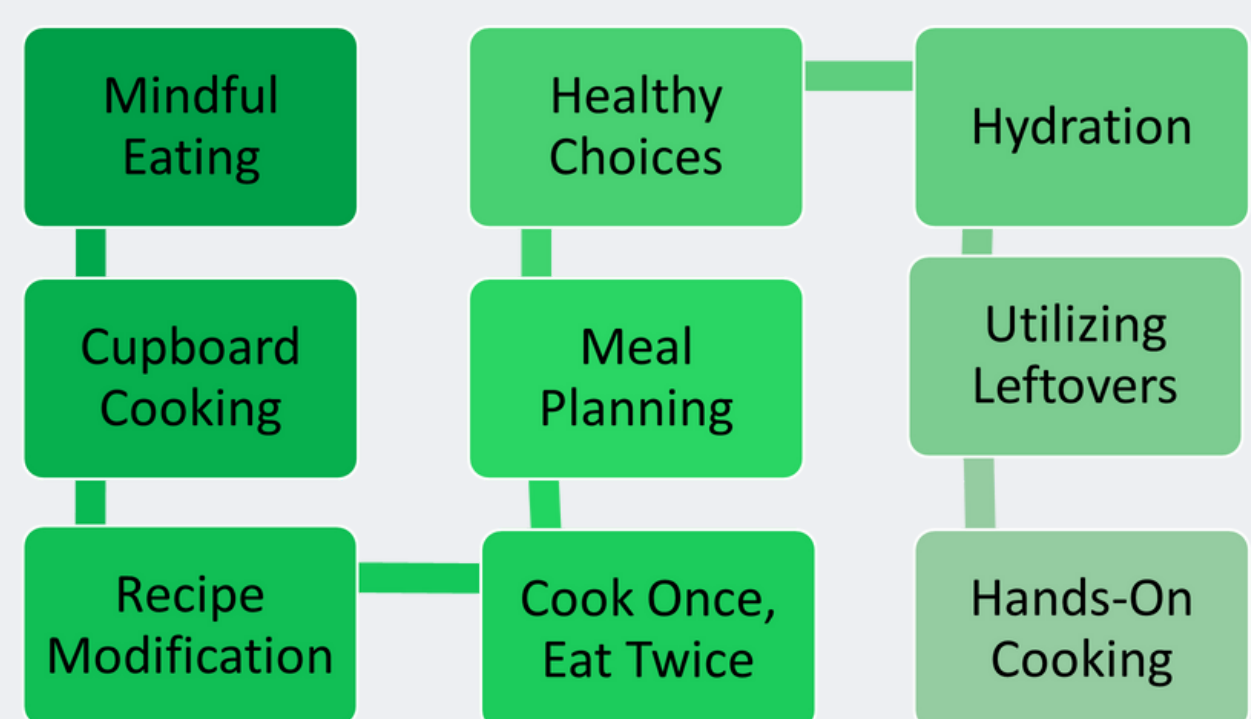 Mindful
Eating
Cupboard
Cooking
Recipe
Modification
Cook Once,
Eat Twice
Meal
Planning
Healthy
Choices
Hydration
Utilizing
Leftovers
Hands-On
Cooking